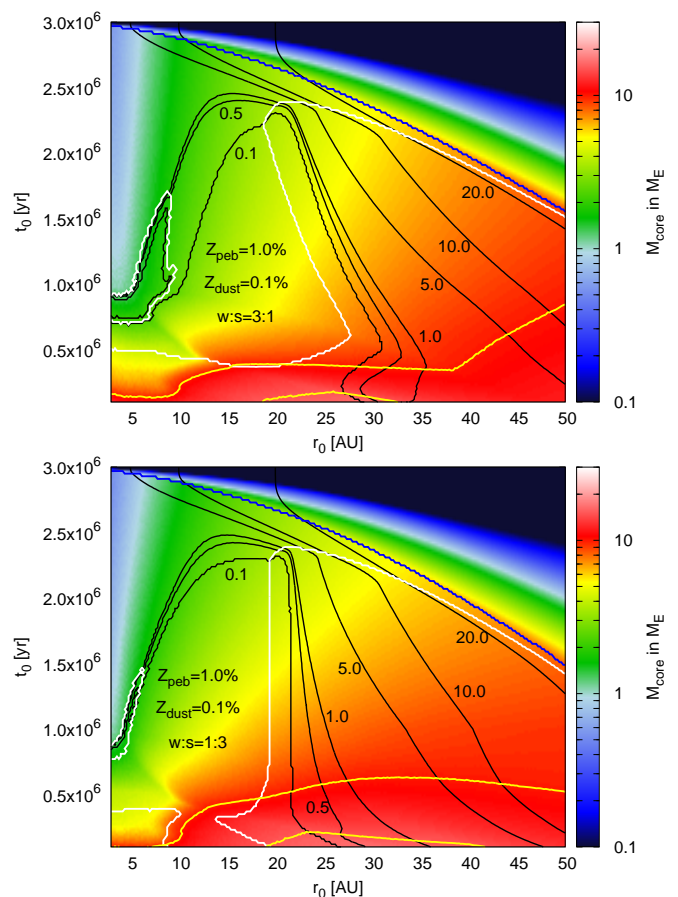 3.0x10^6
2.5x10^6
2.0x10^6
1.5x10^6
1.0x10^6
0.5x10^6
t_0 [yr]
0.5
0.1
20.0
10.0
5.0
1.0
Z_peb=1.0%
Z_dust=0.1%
w:s=3:1
5 10 15 20 25 30 35 40 45 50
r_0 [AU]
10
1
0.1
M_core in M_E
3.0x10^6
2.5x10^6
2.0x10^6
1.5x10^6
1.0x10^6
0.5x10^6
t_0 [yr]
0.1
20.0
5.0
10.0
1.0
0.5
Z_peb=1.0%
Z_dust=0.1%
w:s=1:3
5 10 15 20 25 30 35 40 45 50
r_0 [AU]
10
1
0.1
M_core in M_E